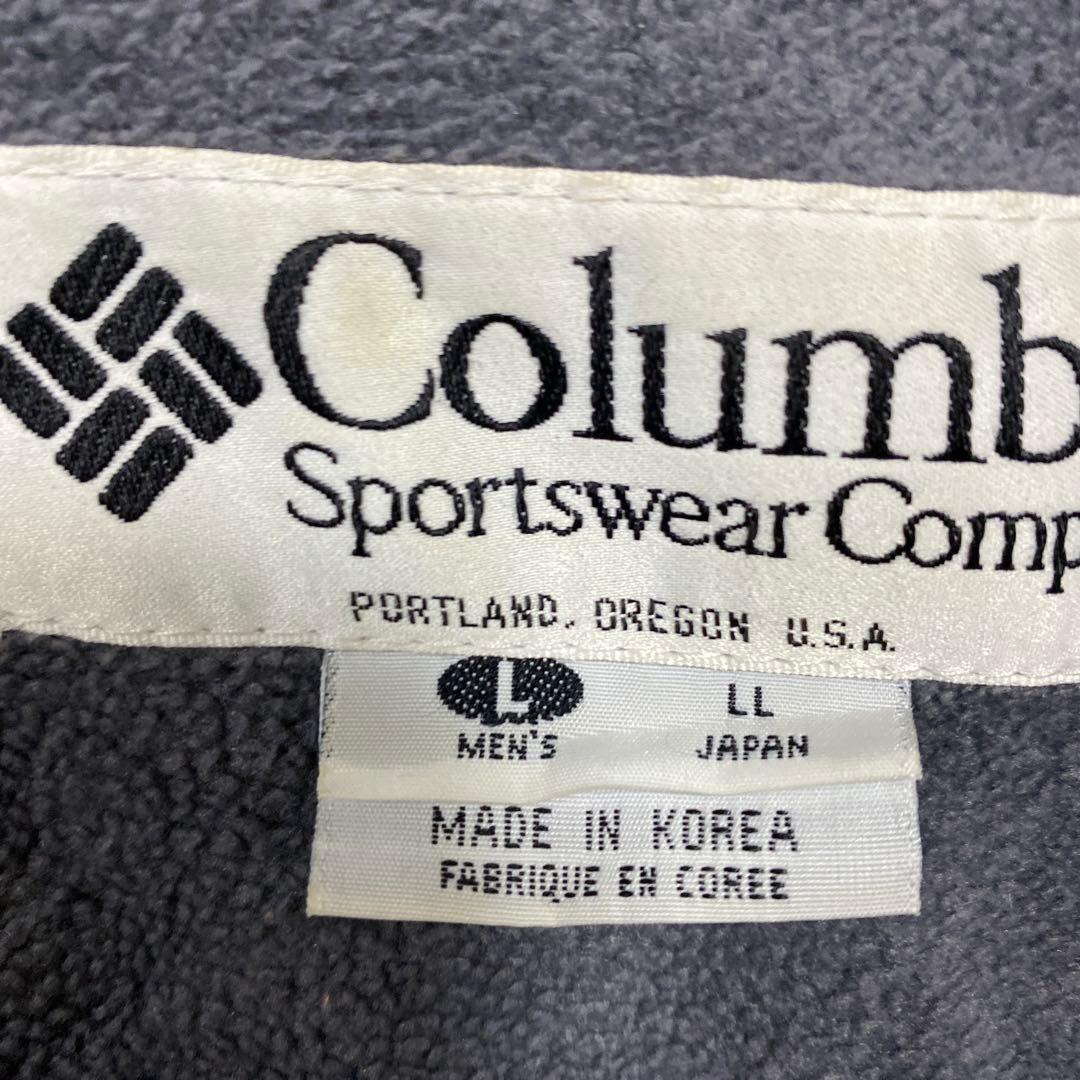 Columb
Sportswear Comp
PORTLAND, OREGON U.S.A.
L LL
MEN'S JAPAN
MADE IN KOREA
FABRIQUE EN COREE